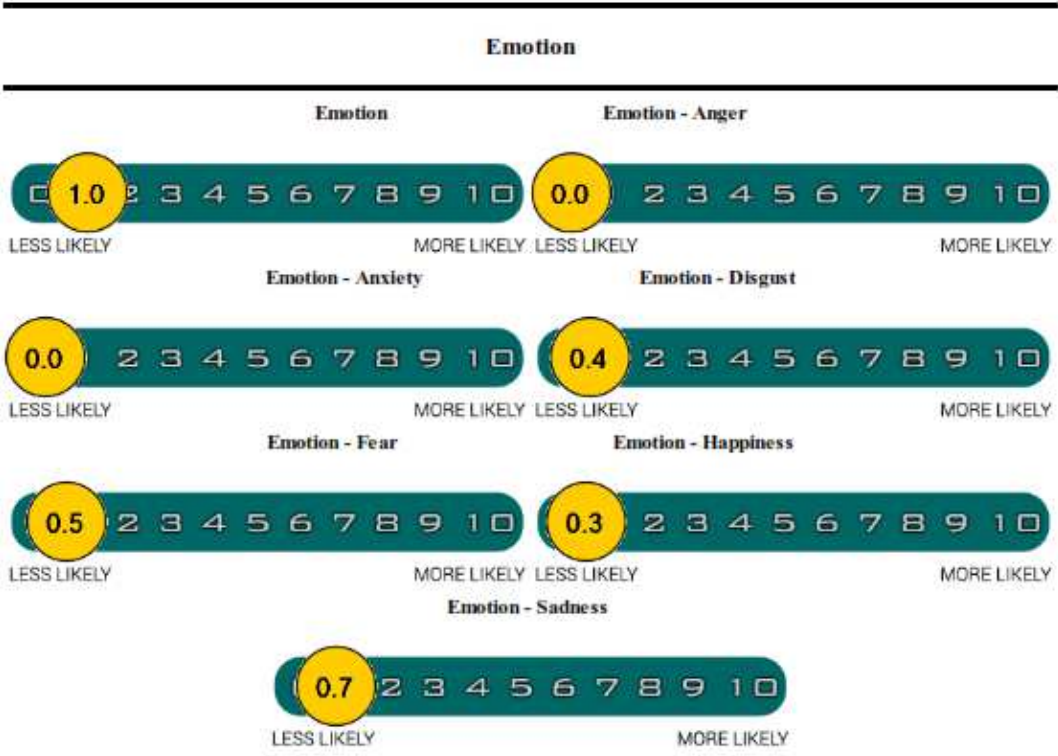 Emotion
Emotion Emotion - Anger
1.0 2 3 4 5 6 7 8 9 10 0.0 2 3 4 5 6 7 8 9 10
LESS LIKELY MORE LIKELY LESS LIKELY MORE LIKELY
Emotion - Anxiety Emotion - Disgust
0.0 2 3 4 5 6 7 8 9 10 0.4 2 3 4 5 6 7 8 9 10
LESS LIKELY MORE LIKELY LESS LIKELY MORE LIKELY
Emotion - Fear Emotion - Happiness
0.5 2 3 4 5 6 7 8 9 10 0.3 2 3 4 5 6 7 8 9 10
LESS LIKELY MORE LIKELY LESS LIKELY MORE LIKELY
Emotion - Sadness
0.7 2 3 4 5 6 7 8 9 10
LESS LIKELY MORE LIKELY